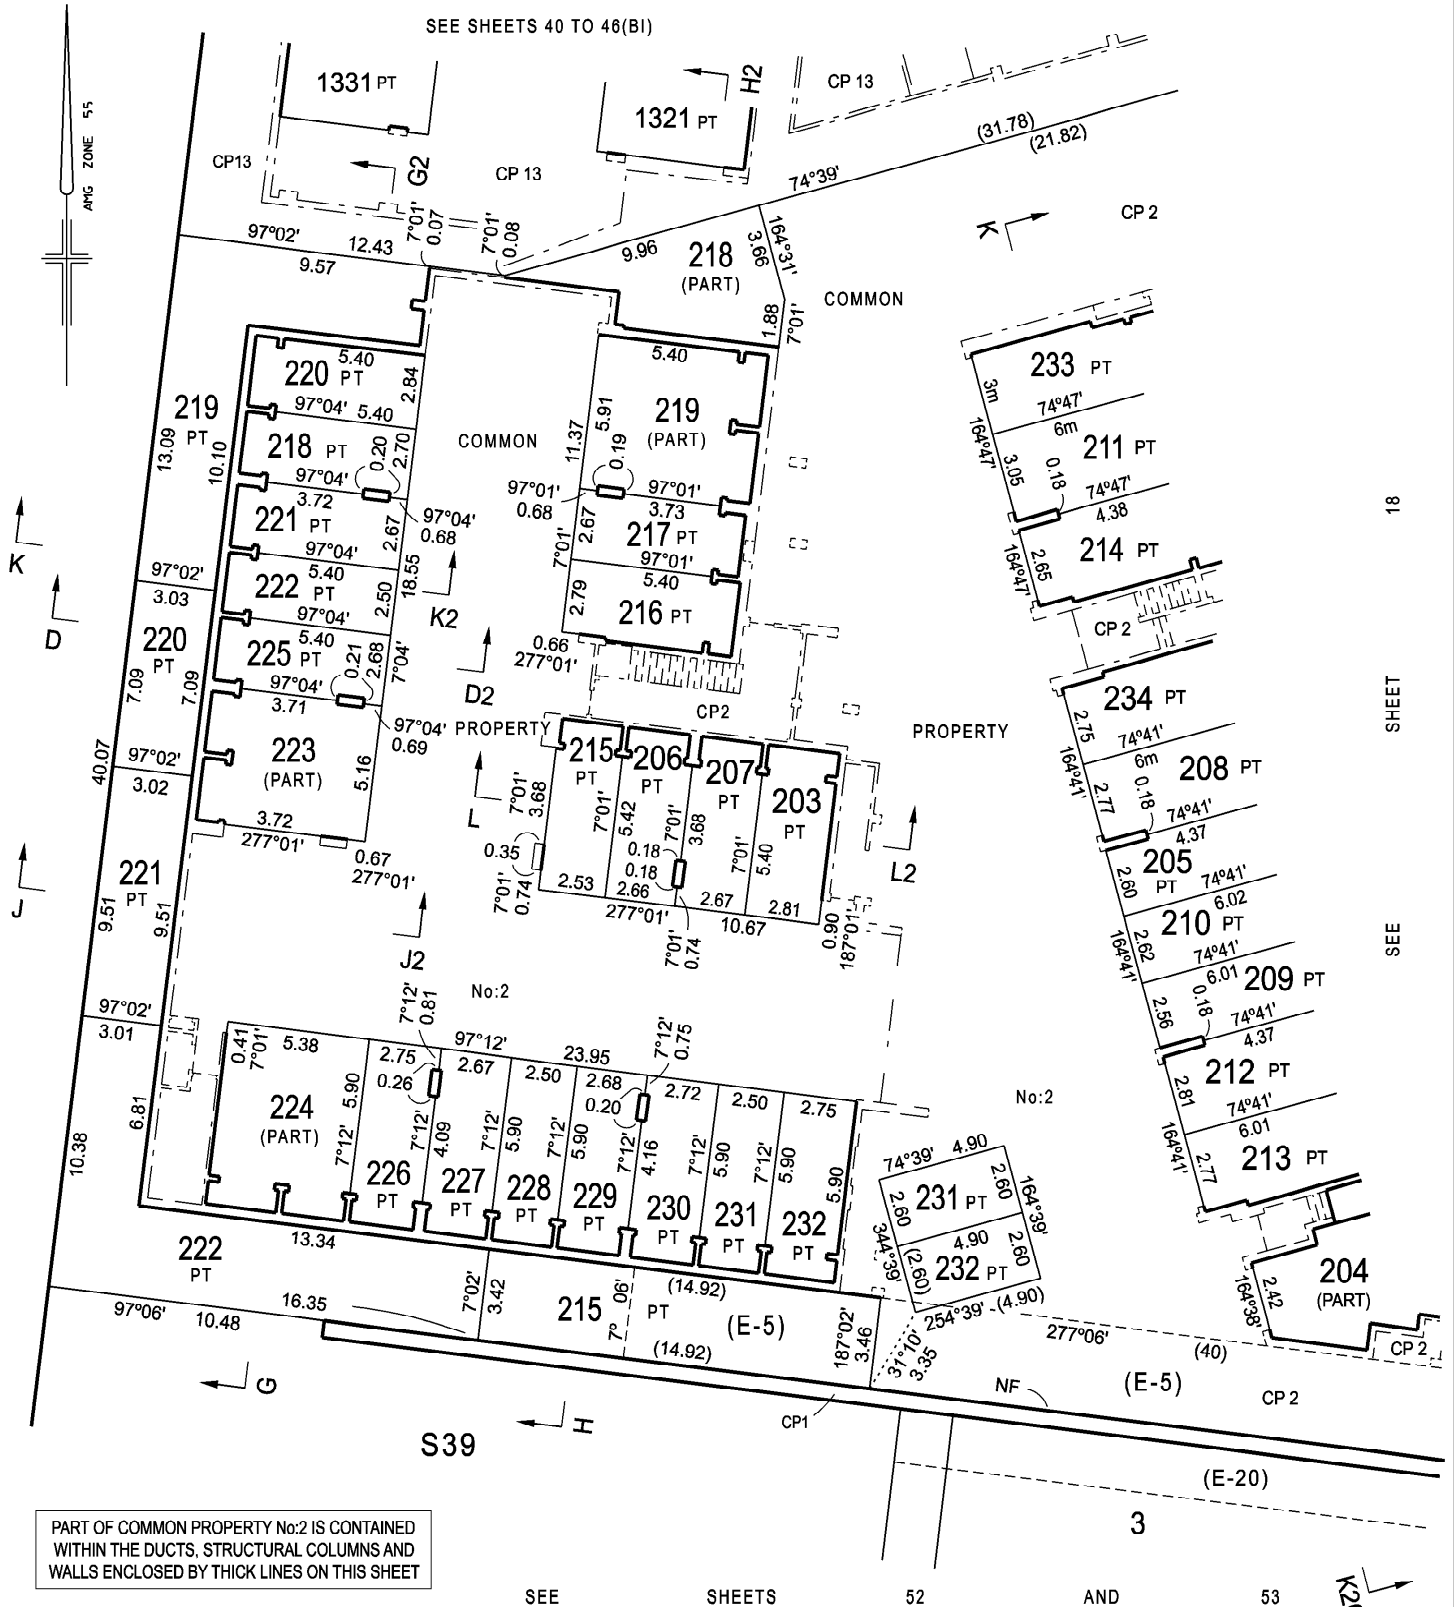 SEE SHEETS 40 TO 46(BI)
AMG ZONE 55
1331 PT
1321 PT
H2
CP 13
(31.78)
(21.82)
CP13
G2
CP 13
74°39'
97°02'
12.43
9.57
7°01'
0.07
7°01'
0.08
9.96
218
(PART)
3.66
164°31'
K
CP 2
COMMON
1.88
7°01'
220 PT
5.40
2.84
97°04'
5.40
219
PT
13.09
10.10
218 PT
0.20
2.70
97°04'
3.72
COMMON
5.40
11.37
5.91
219
(PART)
0.19
97°01'
0.68
97°01'
3.73
233 PT
3m
74°47'
6m
164°47'
211 PT
3.05
0.18
74°47'
4.38
18
221 PT
2.67
97°04'
0.68
97°04'
5.40
217 PT
2.67
7°01'
97°01'
5.40
214 PT
2.65
164°47'
K
D
97°02'
3.03
222 PT
2.50
18.55
K2
97°04'
5.40
2.79
216 PT
0.66
277°01'
CP 2
220
PT
7.09
7.09
225 PT
0.21
2.68
7°04'
97°04'
3.71
97°04'
0.69
D2
PROPERTY
CP2
PROPERTY
234 PT
2.75
74°41'
6m
164°41'
SHEET
40.07
97°02'
3.02
223
(PART)
5.16
3.72
277°01'
0.67
277°01'
L
7°01'
3.68
215
PT
206
PT
207
PT
203
PT
7°01'
5.42
7°01'
3.68
7°01'
5.40
0.35
0.18
0.18
7°01'
0.74
2.53
2.66
2.67
2.81
277°01'
10.67
7°01'
0.74
0.90
187°01'
L2
208 PT
2.77
0.18
74°41'
4.37
205
PT
2.60
74°41'
6.02
210 PT
2.62
164°41'
74°41'
6.01
209 PT
2.56
0.18
74°41'
4.37
SEE
J
221
PT
9.51
9.51
J2
No:2
97°02'
3.01
0.41
7°01'
5.38
7°12'
0.81
2.75
97°12'
2.67
0.26
2.50
23.95
2.68
0.20
7°12'
0.75
2.72
2.50
2.75
No:2
212 PT
2.81
74°41'
6.01
164°41'
213 PT
2.77
10.38
6.81
224
(PART)
5.90
7°12'
226
PT
7°12'
4.09
227
PT
7°12'
5.90
228
PT
7°12'
5.90
229
PT
7°12'
4.16
230
PT
7°12'
5.90
231
PT
7°12'
5.90
232
PT
5.90
74°39'
4.90
2.60
231 PT
2.60
164°39'
344°39'
4.90
(2.60)
232 PT
2.60
254°39'
(4.90)
222
PT
13.34
97°06'
16.35
10.48
7°02'
3.42
215 PT
7° 06'
(14.92)
(E-5)
(14.92)
187°02'
3.46
31°10'
3.35
277°06'
(40)
204
(PART)
2.42
164°38'
CP 2
(E-5)
CP 2
NF
CP1
G
H
S39
(E-20)
3
PART OF COMMON PROPERTY No:2 IS CONTAINED
WITHIN THE DUCTS, STRUCTURAL COLUMNS AND
WALLS ENCLOSED BY THICK LINES ON THIS SHEET
SEE SHEETS 52 AND 53